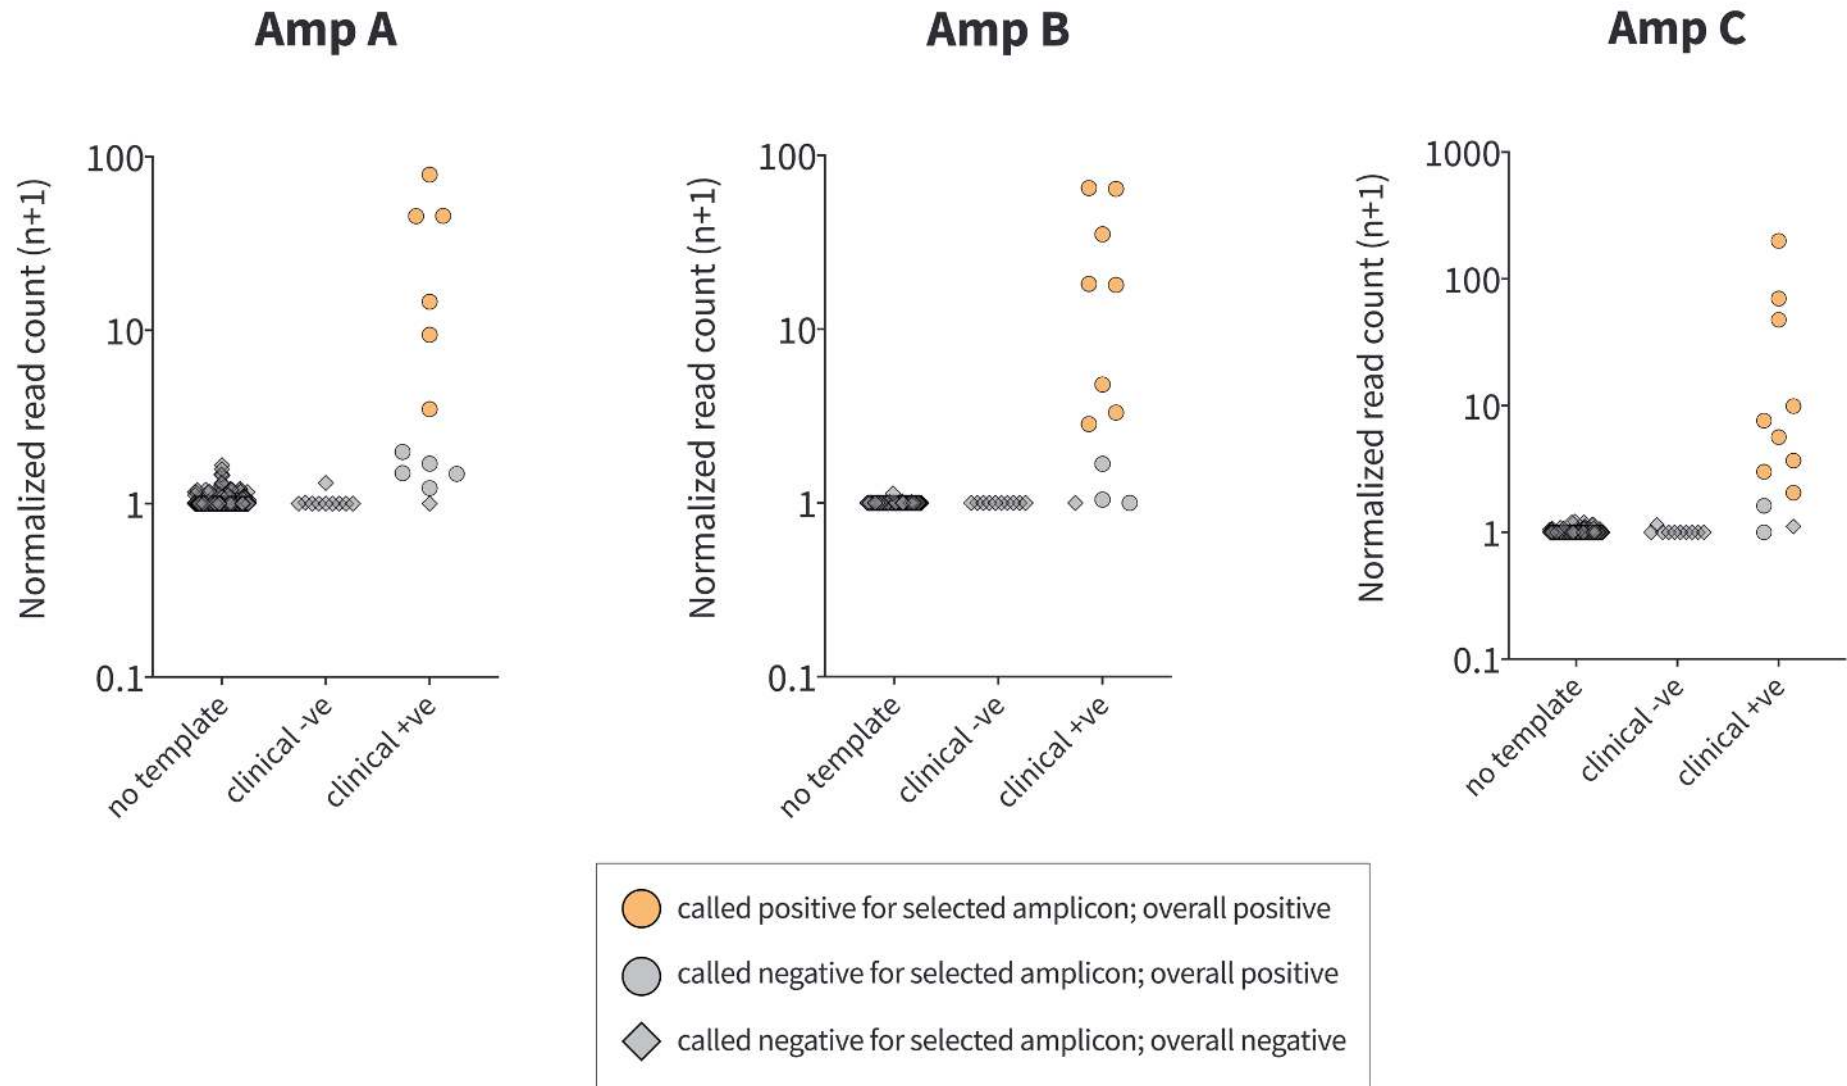 Amp A
Amp B
Amp C
Normalized read count (n+1)
100
10
1
0.1
no template
clinical -ve
clinical +ve
Normalized read count (n+1)
100
10
1
0.1
no template
clinical -ve
clinical +ve
Normalized read count (n+1)
1000
100
10
1
0.1
no template
clinical -ve
clinical +ve
called positive for selected amplicon; overall positive
called negative for selected amplicon; overall positive
called negative for selected amplicon; overall negative